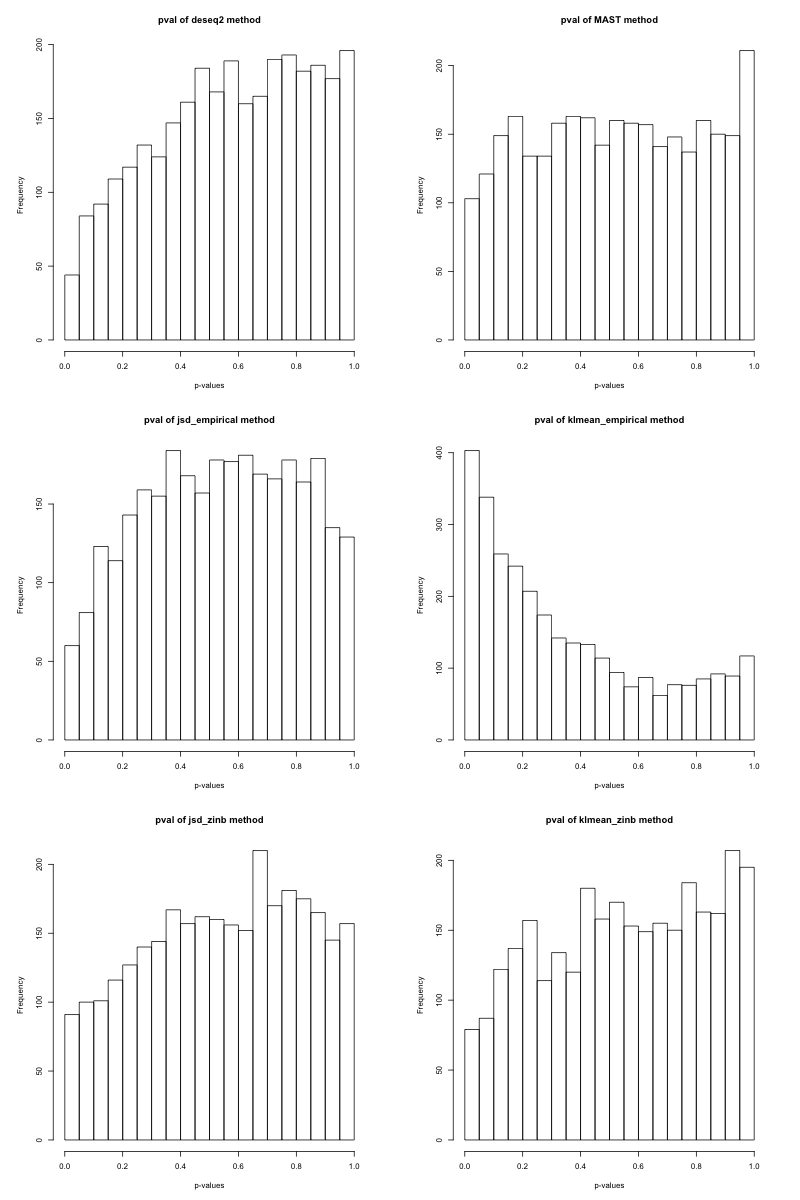 pval of deseq2 method
200
150
100
50
0
Frequency
0.0 0.2 0.4 0.6 0.8 1.0
p-values
pval of MAST method
200
150
100
50
0
Frequency
0.0 0.2 0.4 0.6 0.8 1.0
p-values
pval of jsd_empirical method
150
100
50
0
Frequency
0.0 0.2 0.4 0.6 0.8 1.0
p-values
pval of klmean_empirical method
400
300
200
100
0
Frequency
0.0 0.2 0.4 0.6 0.8 1.0
p-values
pval of jsd_zinb method
200
150
100
50
0
Frequency
0.0 0.2 0.4 0.6 0.8 1.0
p-values
pval of klmean_zinb method
200
150
100
50
0
Frequency
0.0 0.2 0.4 0.6 0.8 1.0
p-values